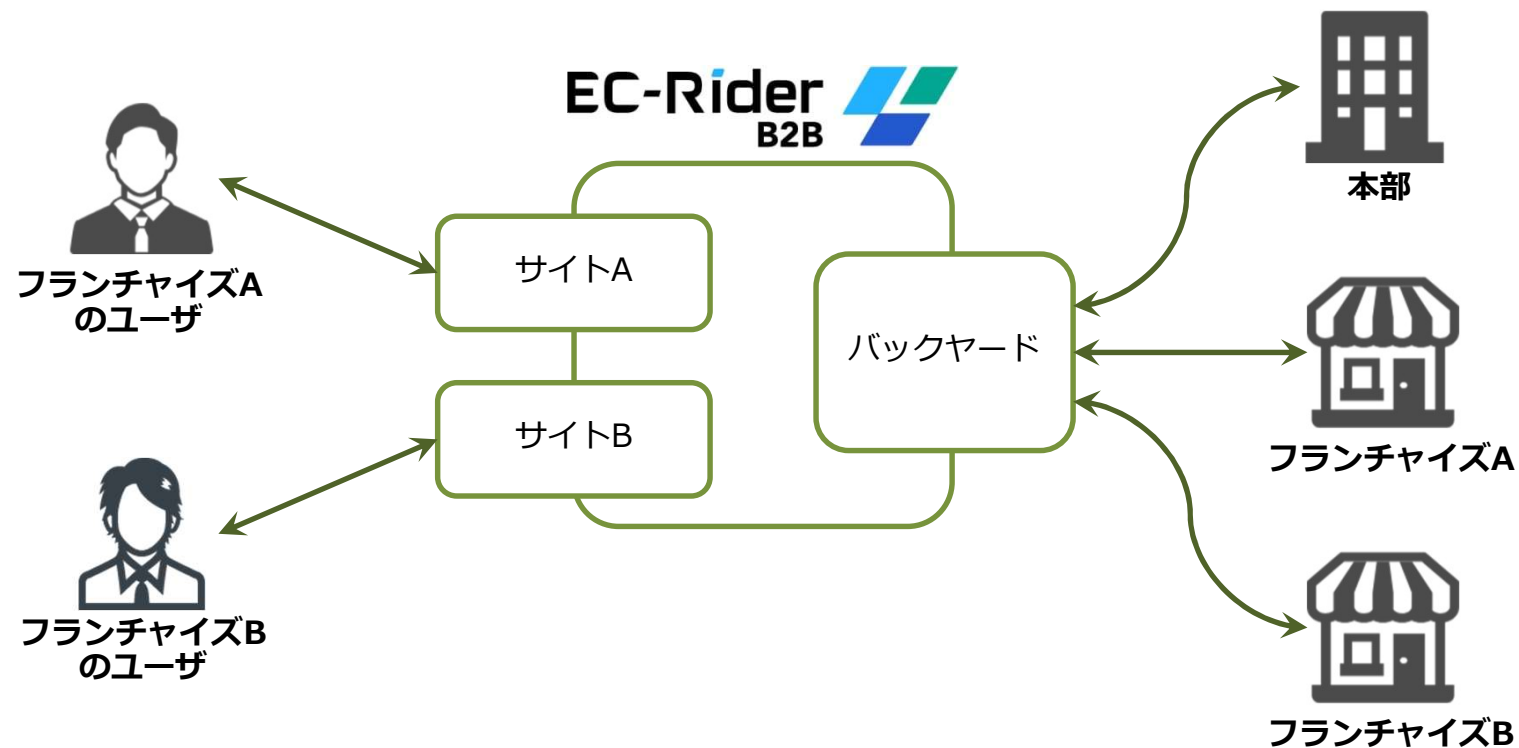 EC-Rider
B2B
本部
フランチャイズA
のユーザ
サイトA
バックヤード
フランチャイズA
サイトB
フランチャイズB
のユーザ
フランチャイズB